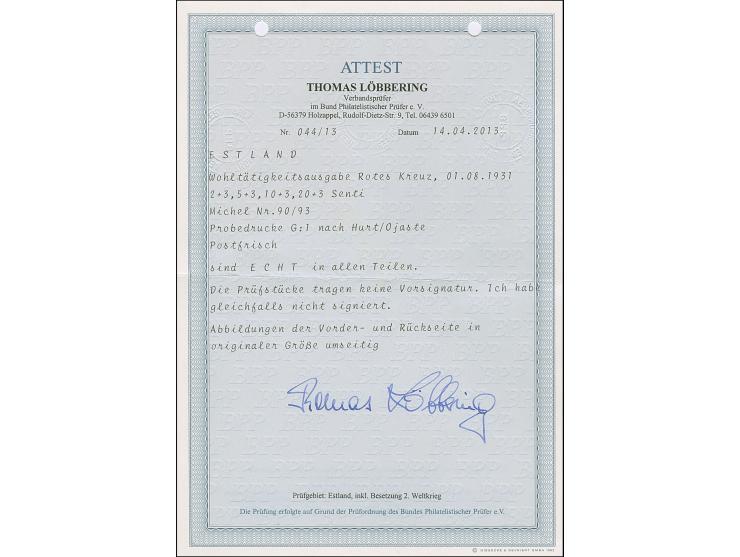 ATTEST
THOMAS LÖBBERING
Verbandsprüfer
im Bund Philatelistischer Prüfer e. V.
D-56379 Holzappel, Rudolf-Dietz-Str. 9, Tel. 06439 6501
Nr. 044/13 Datum 14.04.2013
E S T L A N D
Wohltätigkeitsausgabe Rotes Kreuz, 01.08.1931
2+3,5+3,10+3,20+3 Senti
Michel Nr.90/93
Probedrucke G:1 nach Hurt/Ojaste
Postfrisch
sind E C H T in allen Teilen.
Die Prüfstücke tragen keine Vorsignatur. Ich habe
gleichfalls nicht signiert.
Abbildungen der Vorder- und Rückseite in
originaler Größe umseitig
Thomas Löbbering
Prüfgebiet: Estland, inkl. Besetzung 2. Weltkrieg
Die Prüfung erfolgte auf Grund der Prüfordnung des Bundes Philatelistischer Prüfer e.V.